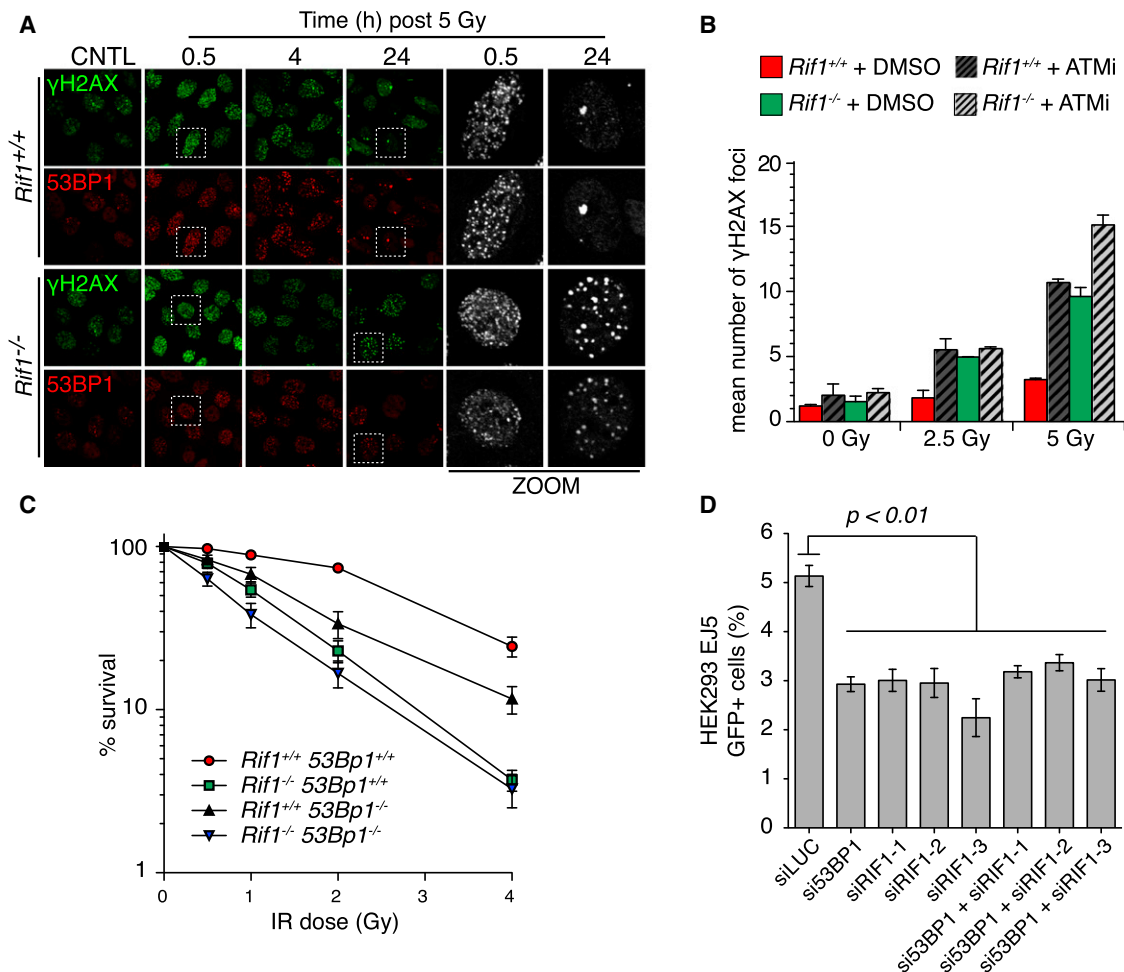 A
Time (h) post 5 Gy
CNTL 0.5 4 24 0.5 24
γH2AX
Rif1+/+
53BP1
γH2AX
Rif1-/-
53BP1
ZOOM
B
Rif1+/+ + DMSO Rif1+/+ + ATMi
Rif1-/- + DMSO Rif1-/- + ATMi
mean number of γH2AX foci
20
15
10
5
0
0 Gy 2.5 Gy 5 Gy
C
% survival
100
10
1
Rif1+/+ 53Bp1+/+
Rif1-/- 53Bp1+/+
Rif1+/+ 53Bp1-/-
Rif1-/- 53Bp1-/-
0 1 2 3 4
IR dose (Gy)
D
p < 0.01
HEK293 EJ5
GFP+ cells (%)
6
5
4
3
2
1
0
siLUC
si53BP1
siRIF1-1
siRIF1-2
siRIF1-3
si53BP1 + siRIF1-1
si53BP1 + siRIF1-2
si53BP1 + siRIF1-3